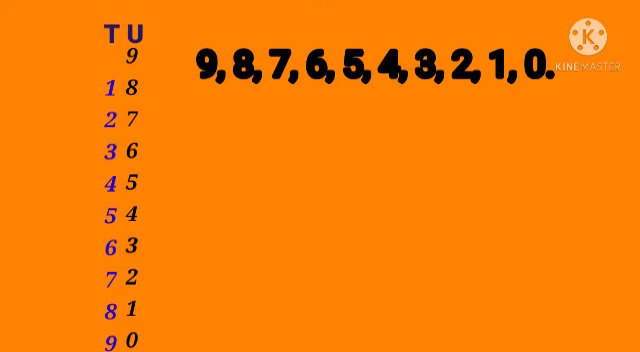 T U
9
9, 8, 7, 6, 5, 4, 3, 2, 1, 0.
K
KINEMASTER
1 8
2 7
3 6
4 5
5 4
6 3
7 2
8 1
9 0